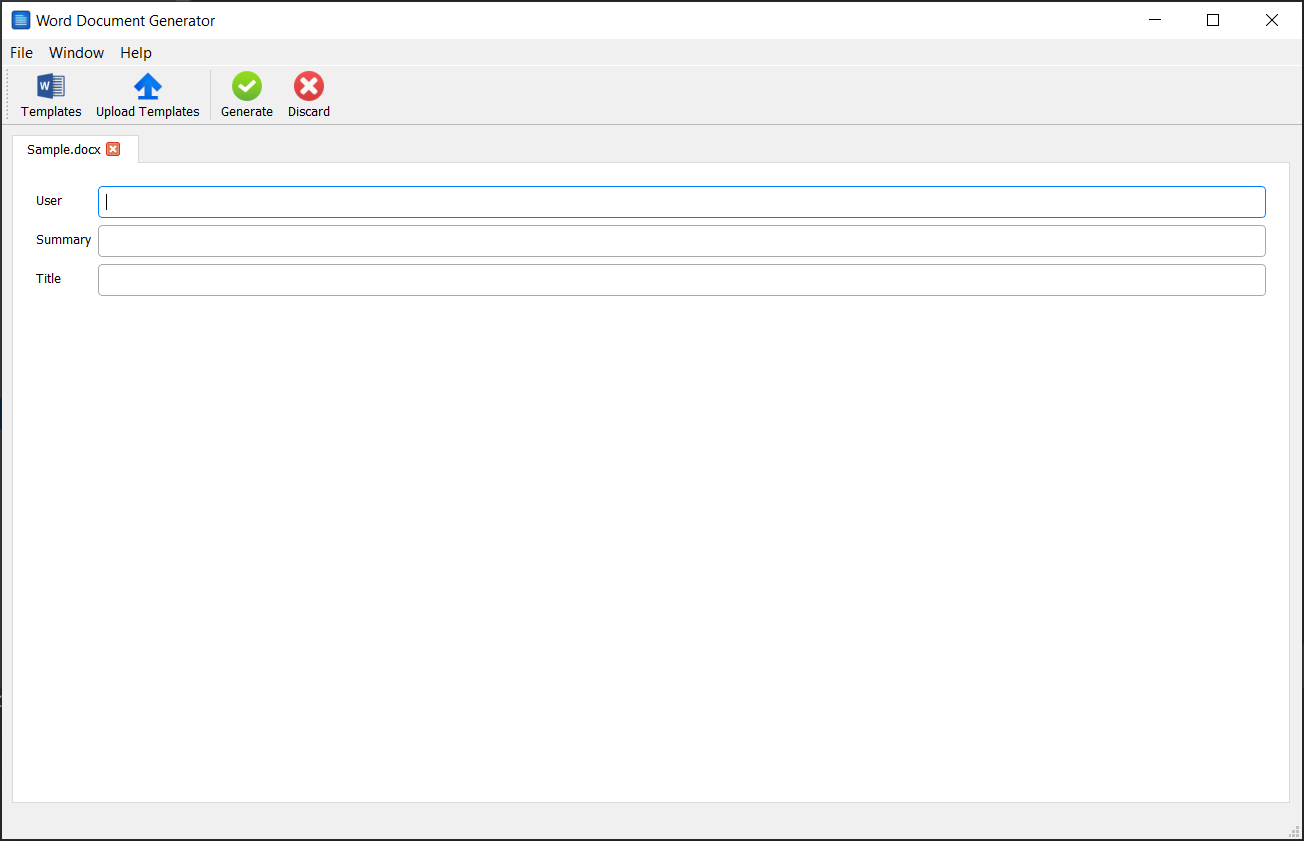 Word Document Generator
File Window Help
W
Templates Upload Templates Generate Discard
Sample.docx
User
Summary
Title